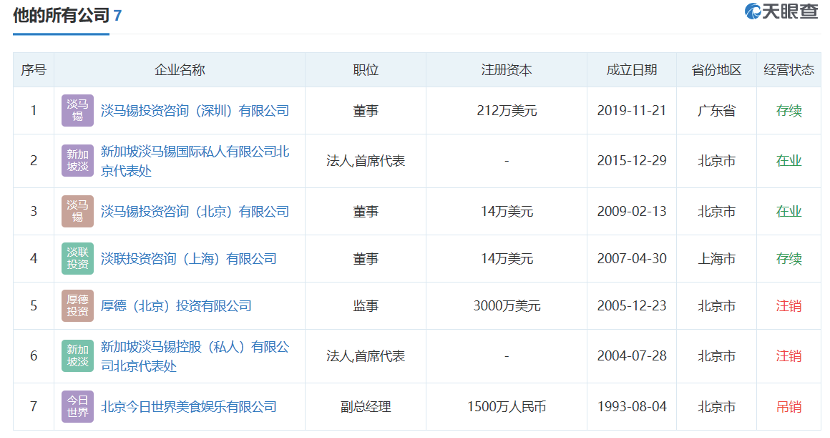 他的所有公司 7
天眼查
序号 企业名称 职位 注册资本 成立日期 省份地区 经营状态
1 淡马锡 淡马锡投资咨询（深圳）有限公司 董事 212万美元 2019-11-21 广东省 存续
2 新加坡淡 新加坡淡马锡国际私人有限公司北京代表处 法人,首席代表 - 2015-12-29 北京市 在业
3 淡马锡 淡马锡投资咨询（北京）有限公司 董事 14万美元 2009-02-13 北京市 在业
4 淡联投资 淡联投资咨询（上海）有限公司 董事 14万美元 2007-04-30 上海市 存续
5 厚德投资 厚德（北京）投资有限公司 监事 3000万美元 2005-12-23 北京市 注销
6 新加坡淡 新加坡淡马锡控股（私人）有限公司北京代表处 法人,首席代表 - 2004-07-28 北京市 注销
7 今日世界 北京今日世界美食娱乐有限公司 副总经理 1500万人民币 1993-08-04 北京市 吊销